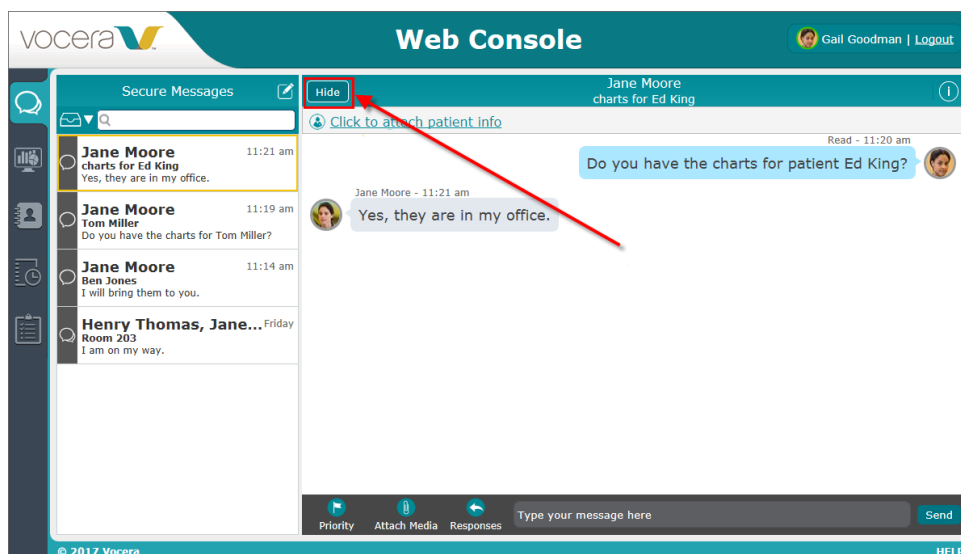 vocera
Web Console
Gail Goodman | Logout
Secure Messages
Jane Moore
11:21 am
charts for Ed King
Yes, they are in my office.
Jane Moore
11:19 am
Tom Miller
Do you have the charts for Tom Miller?
Jane Moore
11:14 am
Ben Jones
I will bring them to you.
Henry Thomas, Jane...
Friday
Room 203
I am on my way.
Hide
Jane Moore
charts for Ed King
Click to attach patient info
Read - 11:20 am
Do you have the charts for patient Ed King?
Jane Moore - 11:21 am
Yes, they are in my office.
Priority
Attach Media
Responses
Type your message here
Send
© 2017 Vocera
HELP